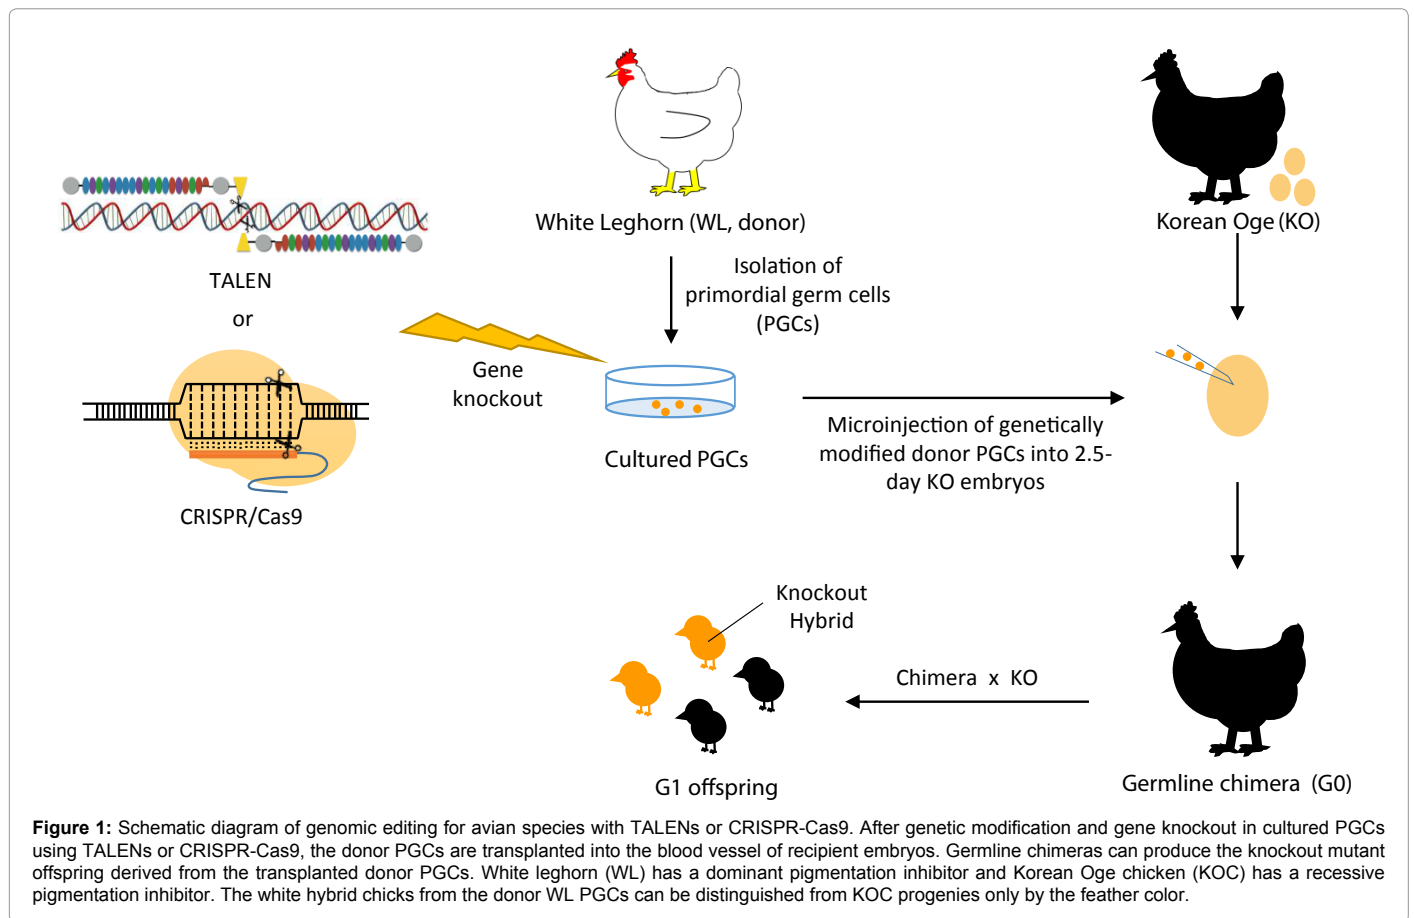 White Leghorn (WL, donor)
Korean Oge (KO)
Isolation of
primordial germ cells
(PGCs)
TALEN
or
Gene
knockout
CRISPR/Cas9
Cultured PGCs
Microinjection of genetically
modified donor PGCs into 2.5-
day KO embryos
Knockout
Hybrid
Chimera x KO
G1 offspring
Germline chimera (G0)
Figure 1: Schematic diagram of genomic editing for avian species with TALENs or CRISPR-Cas9. After genetic modification and gene knockout in cultured PGCs
using TALENs or CRISPR-Cas9, the donor PGCs are transplanted into the blood vessel of recipient embryos. Germline chimeras can produce the knockout mutant
offspring derived from the transplanted donor PGCs. White leghorn (WL) has a dominant pigmentation inhibitor and Korean Oge chicken (KOC) has a recessive
pigmentation inhibitor. The white hybrid chicks from the donor WL PGCs can be distinguished from KOC progenies only by the feather color.